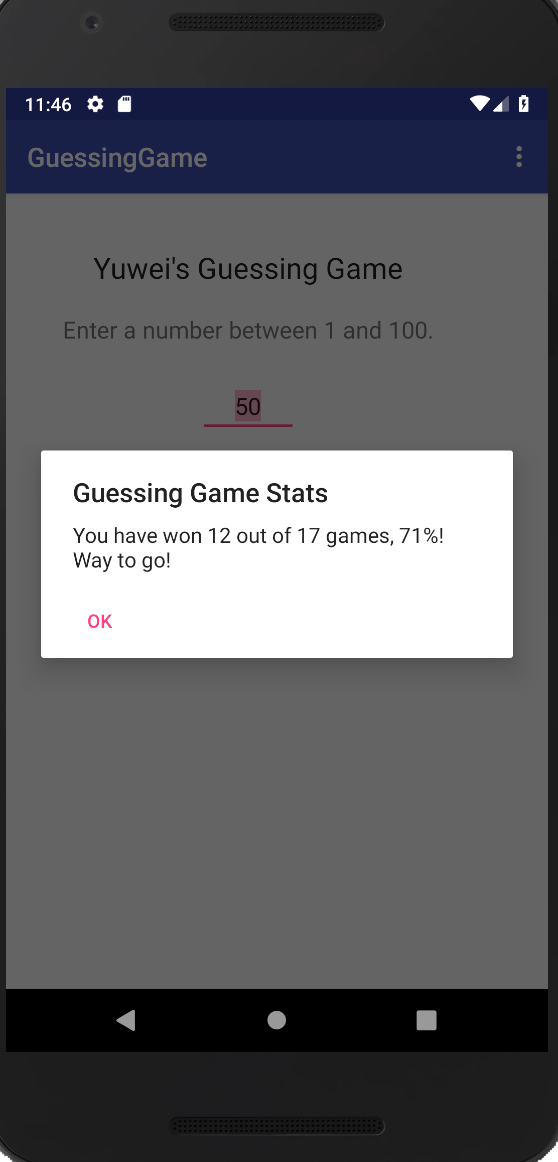 11:46
GuessingGame
Yuwei's Guessing Game
Enter a number between 1 and 100.
50
Guessing Game Stats
You have won 12 out of 17 games, 71%!
Way to go!
OK